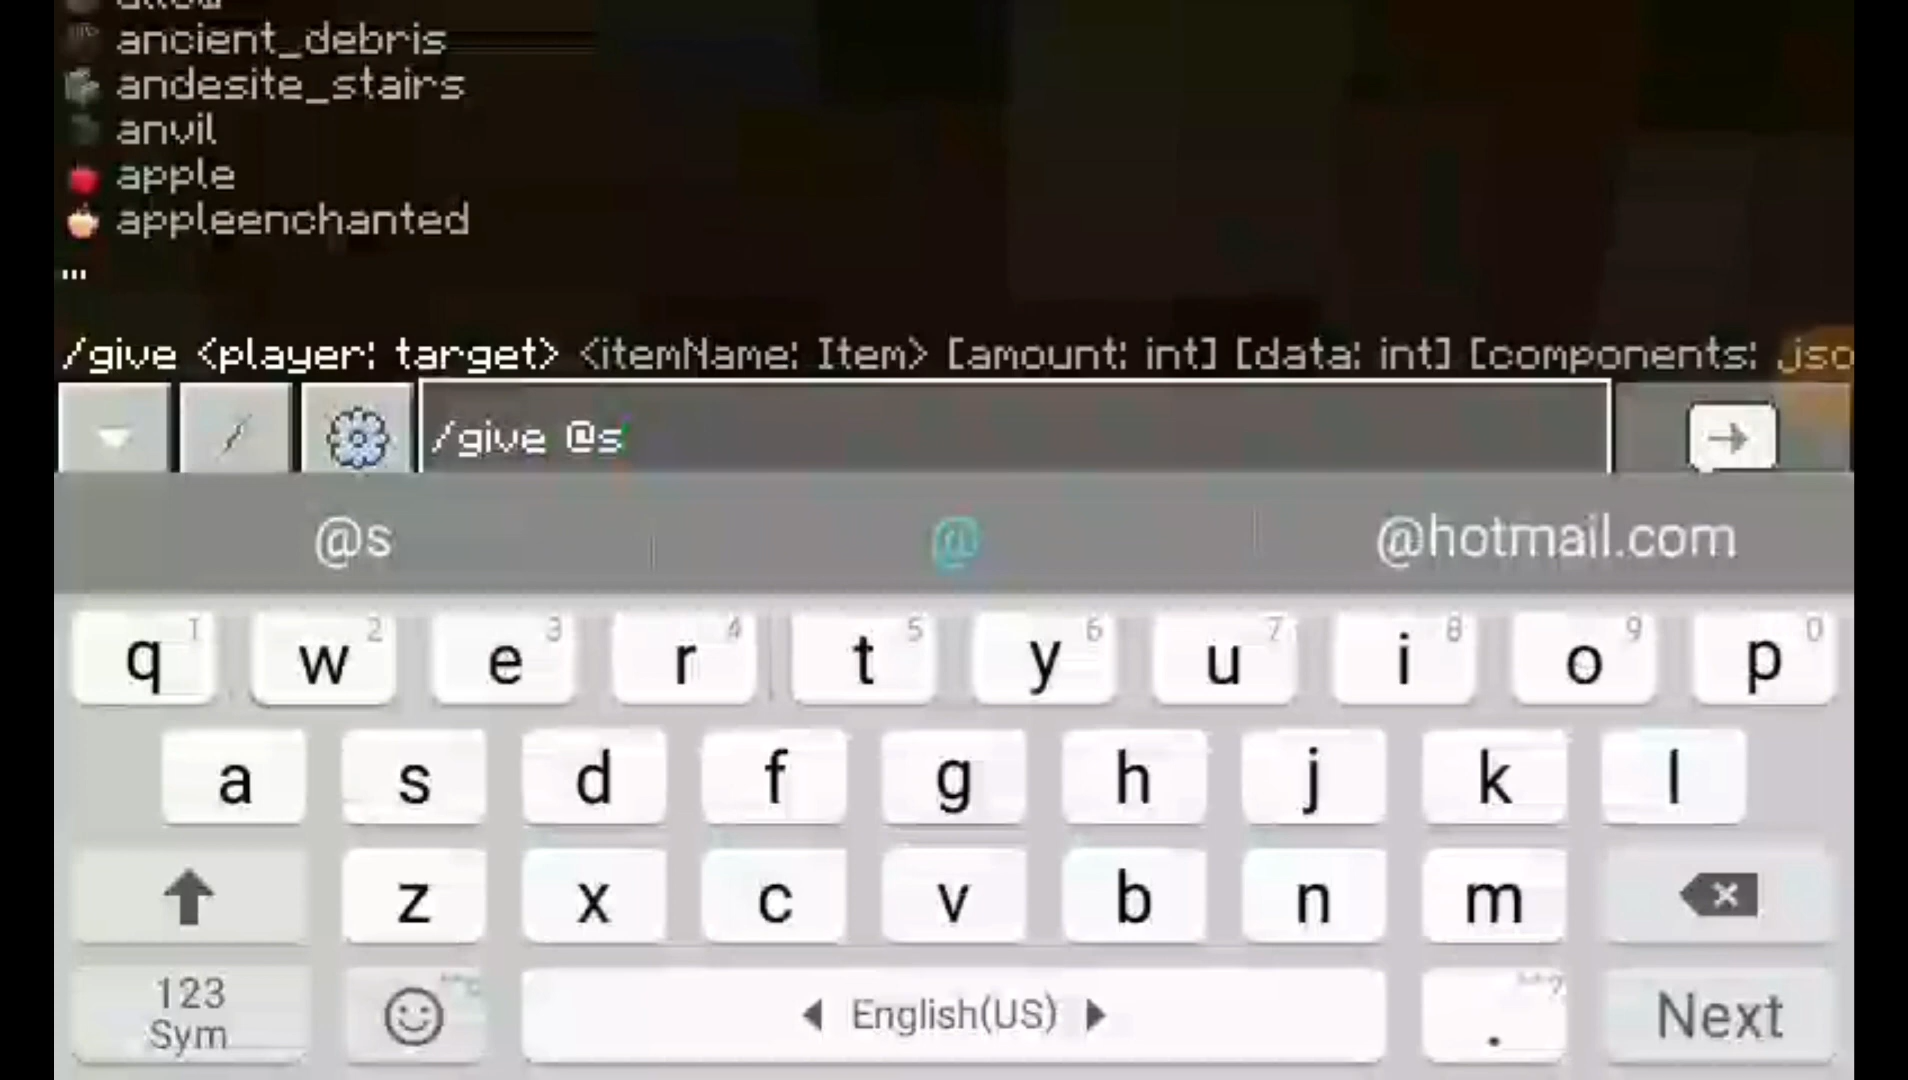 allow
ancient_debris
andesite_stairs
anvil
apple
appleenchanted
...
/give <player: target> <itemName: Item> [amount: int] [data: int] [components: .jso
/give @s
@s @ @hotmail.com
q 1 w 2 e 3 r 4 t 5 y 6 u 7 i 8 o 9 p 0
a s d f g h j k l
z x c v b n m
123
Sym
English(US)
.
Next